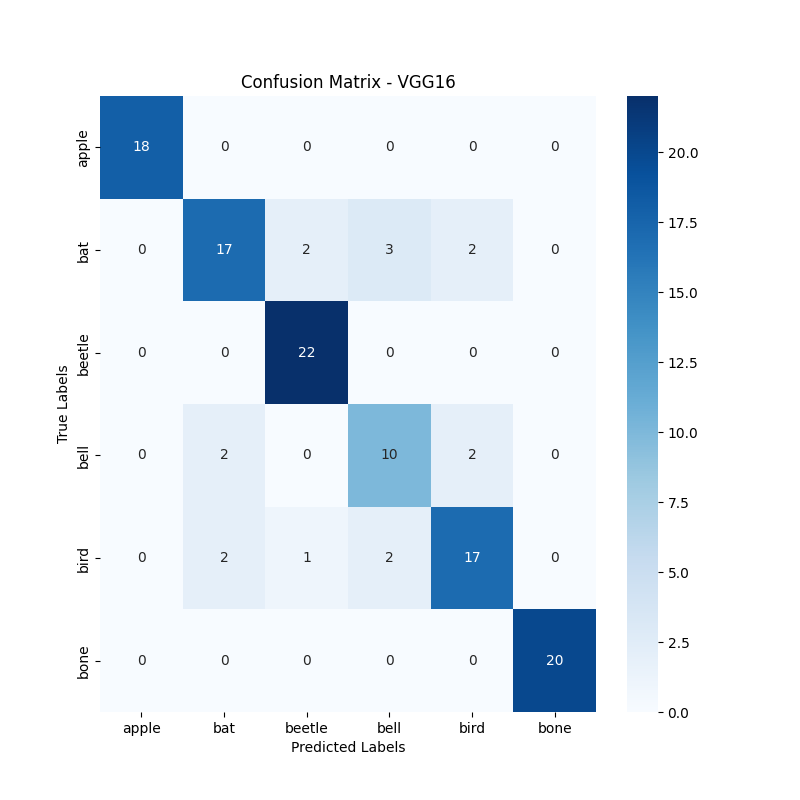 Confusion Matrix - VGG16
apple 18 0 0 0 0 0
bat 0 17 2 3 2 0
beetle 0 0 22 0 0 0
bell 0 2 0 10 2 0
bird 0 2 1 2 17 0
bone 0 0 0 0 0 20
apple bat beetle bell bird bone
Predicted Labels
True Labels
20.0
17.5
15.0
12.5
10.0
7.5
5.0
2.5
0.0